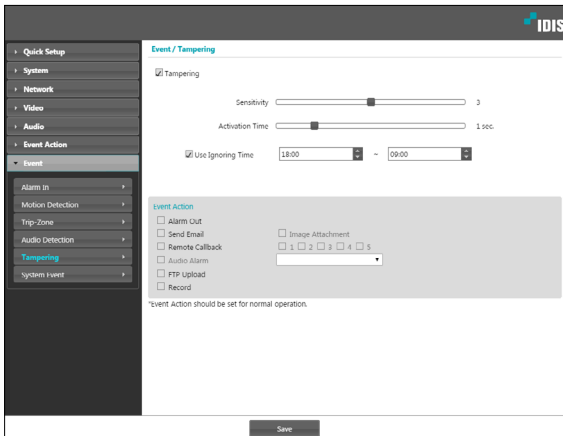 IDIS
Quick Setup
System
Network
Video
Audio
Event Action
Event
Alarm In
Motion Detection
Trip-Zone
Audio Detection
Tampering
System Event
Event / Tampering
Tampering
Sensitivity 3
Activation Time 1 sec.
Use Ignoring Time 18:00 ~ 09:00
Event Action
Alarm Out
Send Email Image Attachment
Remote Callback 1 2 3 4 5
Audio Alarm
FTP Upload
Record
*Event Action should be set for normal operation.
Save